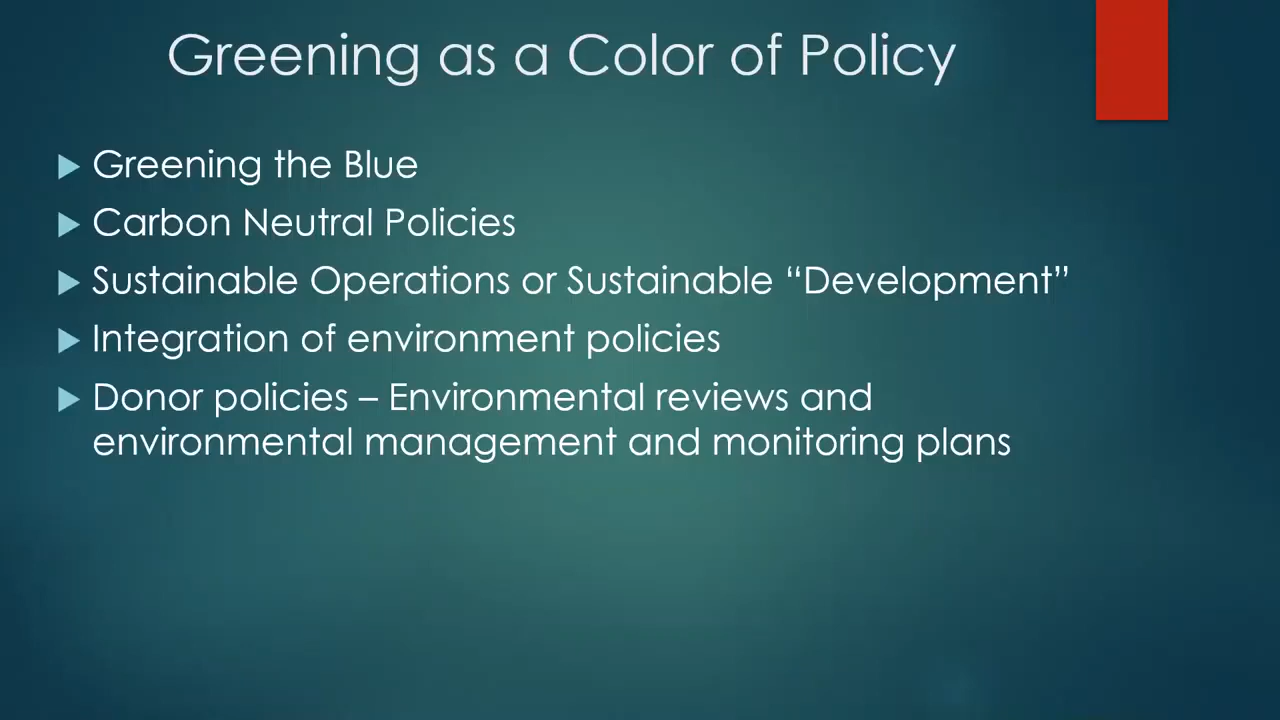 Greening as a Color of Policy
Greening the Blue
Carbon Neutral Policies
Sustainable Operations or Sustainable “Development”
Integration of environment policies
Donor policies – Environmental reviews and
environmental management and monitoring plans